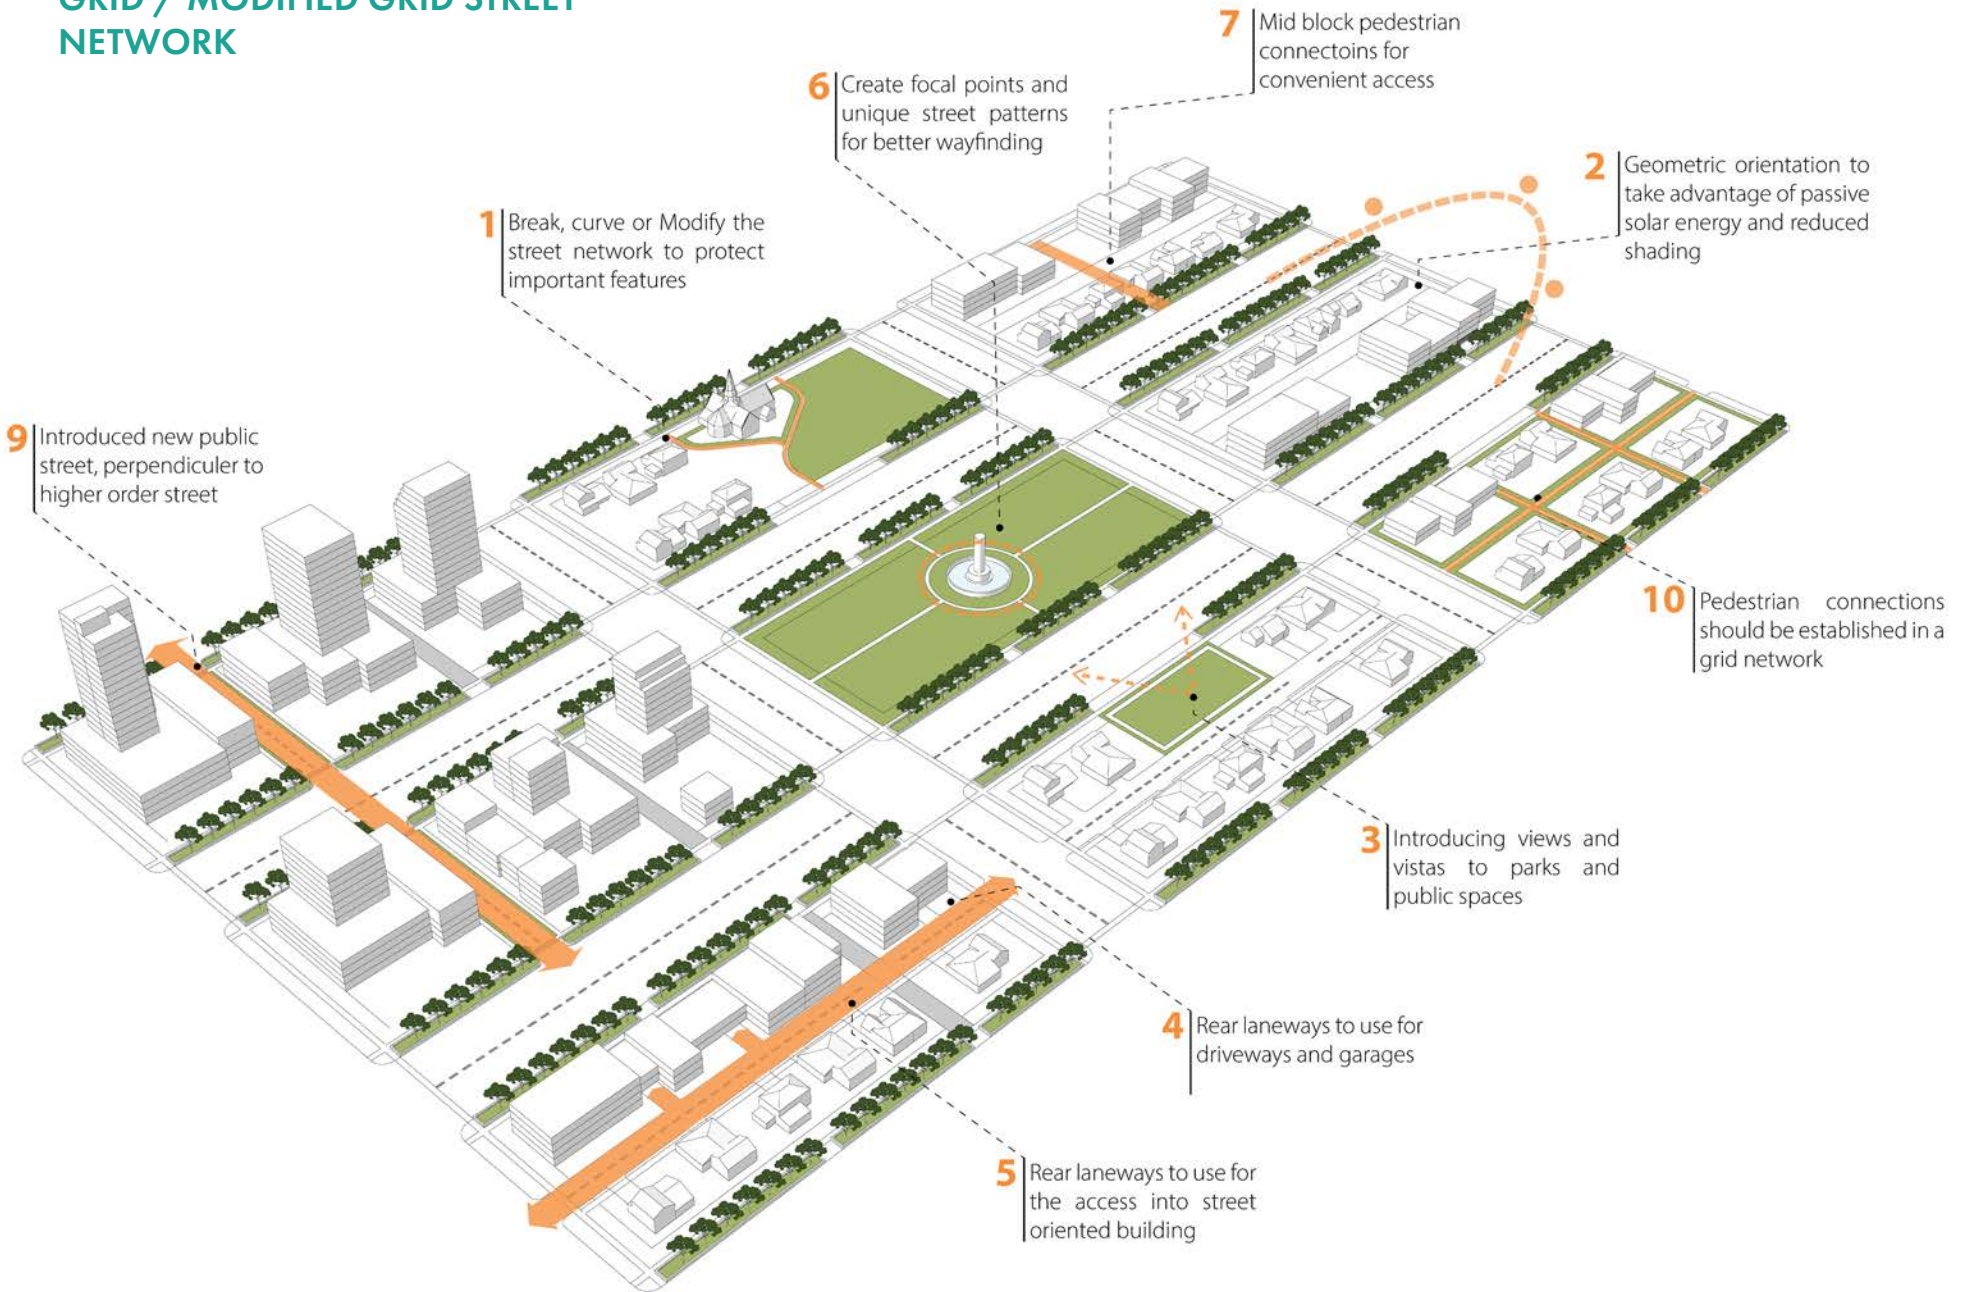 GRID / MODIFIED GRID STREET
NETWORK
7
Mid block pedestrian
connectoins for
convenient access
6
Create focal points and
unique street patterns
for better wayfinding
2
Geometric orientation to
take advantage of passive
solar energy and reduced
shading
1
Break, curve or Modify the
street network to protect
important features
9
Introduced new public
street, perpendiculer to
higher order street
10
Pedestrian connections
should be established in a
grid network
3
Introducing views and
vistas to parks and
public spaces
4
Rear laneways to use for
driveways and garages
5
Rear laneways to use for
the access into street
oriented building